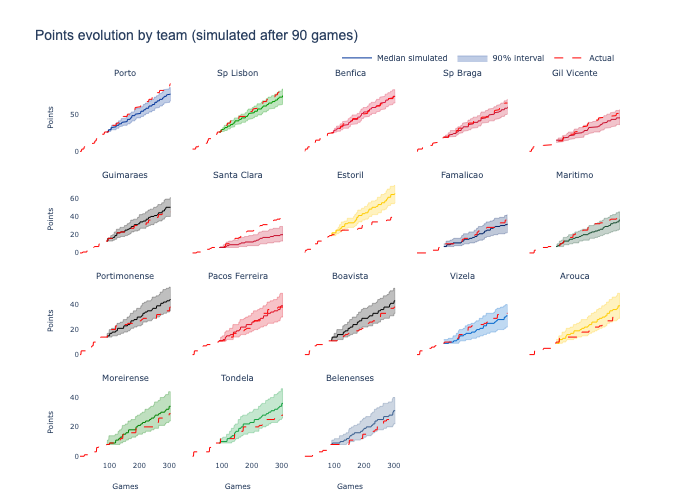 Points evolution by team (simulated after 90 games)
Median simulated 90% interval Actual
Porto Sp Lisbon Benfica Sp Braga Gil Vicente
Points
50
0
Guimaraes Santa Clara Estoril Famalicao Maritimo
Points
60
40
20
0
Portimonense Pacos Ferreira Boavista Vizela Arouca
Points
40
20
0
Moreirense Tondela Belenenses
Points
40
20
0
100 200 300 100 200 300 100 200 300
Games Games